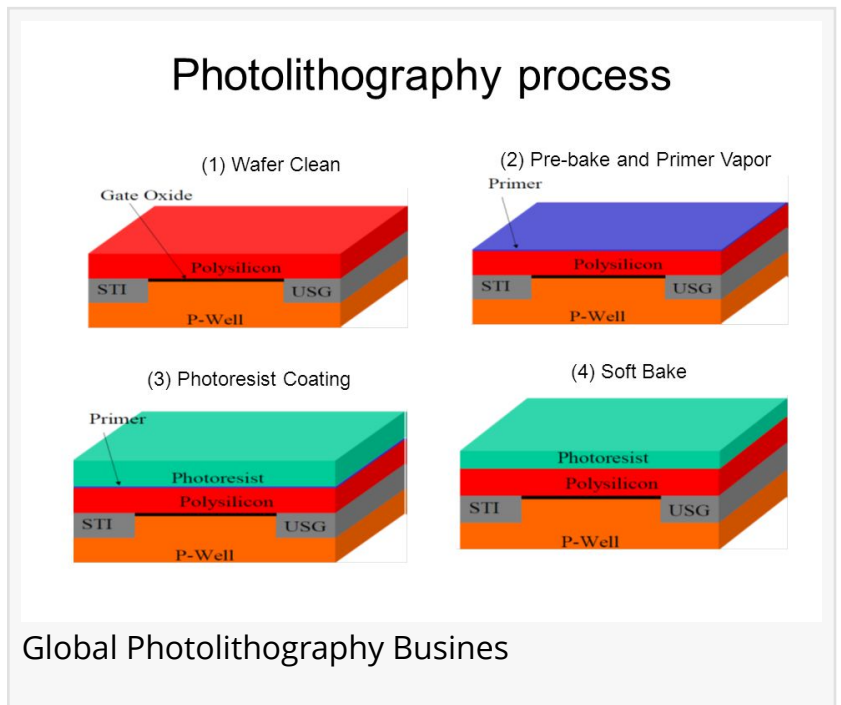 Photolithography process
(1) Wafer Clean
Gate Oxide
Polysilicon
STI
USG
P-Well
(2) Pre-bake and Primer Vapor
Primer
Polysilicon
STI
USG
P-Well
(3) Photoresist Coating
Primer
Photoresist
Polysilicon
STI
USG
P-Well
(4) Soft Bake
Photoresist
Polysilicon
STI
USG
P-Well
Global Photolithography Busines